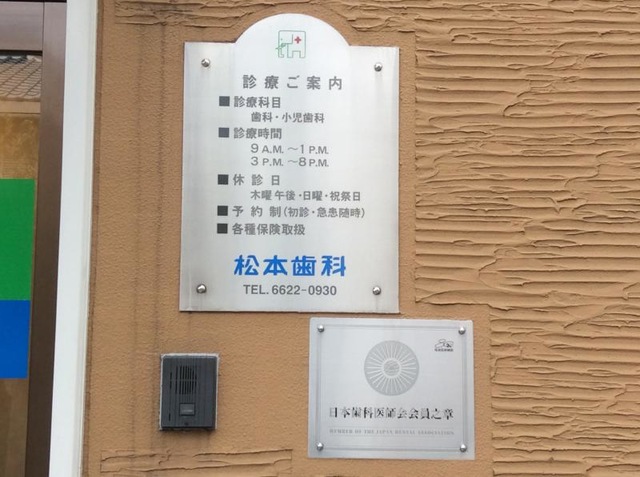 診療ご案内
■診療科目
歯科・小児歯科
■診療時間
9 A.M. ～1 P.M.
3 P.M. ～8 P.M.
■休診日
木曜午後・日曜・祝祭日
■予約制(初診・急患随時)
■各種保険取扱
松本歯科
TEL. 6622-0930
日本歯科医師会会員之章
MEMBER OF THE JAPAN DENTAL ASSOCIATION